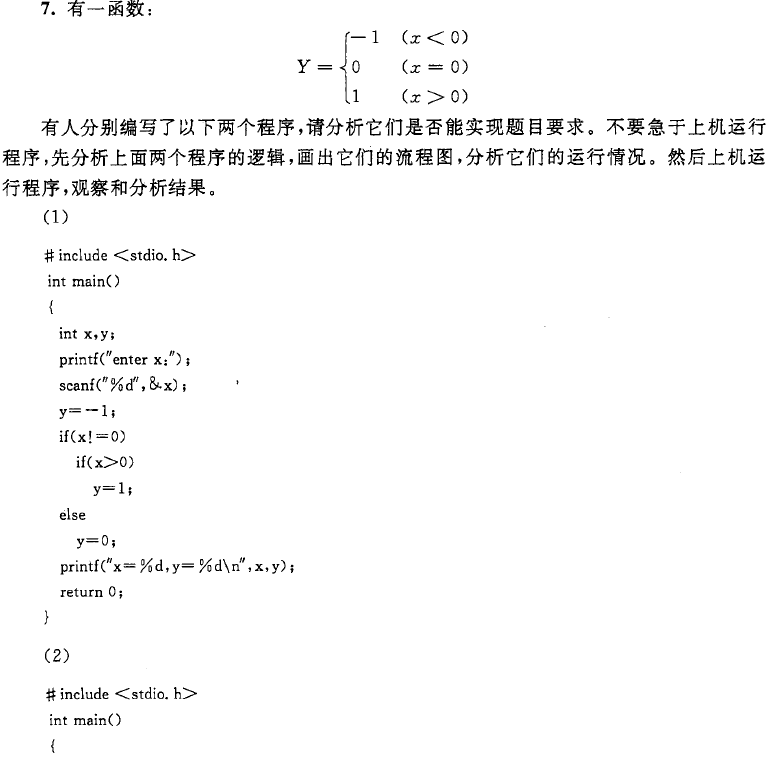 7. 有一函数:
Y = { -1 (x < 0)
0 (x = 0)
1 (x > 0)
有人分别编写了以下两个程序,请分析它们是否能实现题目要求。不要急于上机运行
程序,先分析上面两个程序的逻辑,画出它们的流程图,分析它们的运行情况。然后上机运
行程序,观察和分析结果。
(1)
#include <stdio.h>
int main()
{
int x,y;
printf("enter x:");
scanf("%d",&x);
y=-1;
if(x!=0)
if(x>0)
y=1;
else
y=0;
printf("x=%d,y=%d\n",x,y);
return 0;
}
(2)
#include <stdio.h>
int main()
{